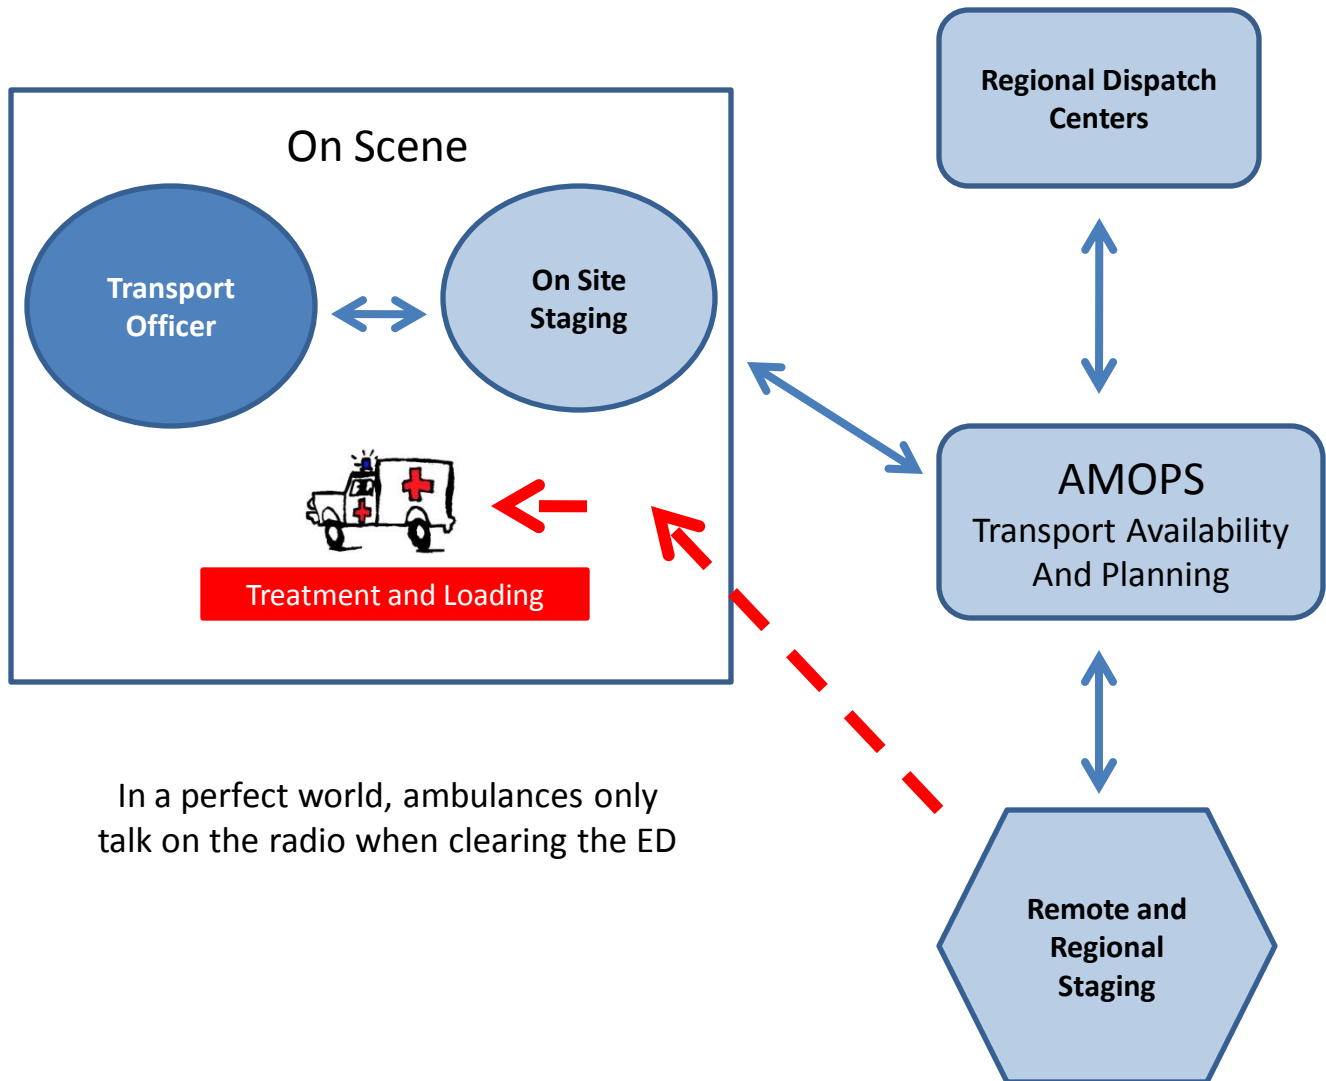 Regional Dispatch
Centers
On Scene
Transport
Officer
On Site
Staging
AMOPS
Transport Availability
And Planning
Treatment and Loading
In a perfect world, ambulances only
talk on the radio when clearing the ED
Remote and
Regional
Staging